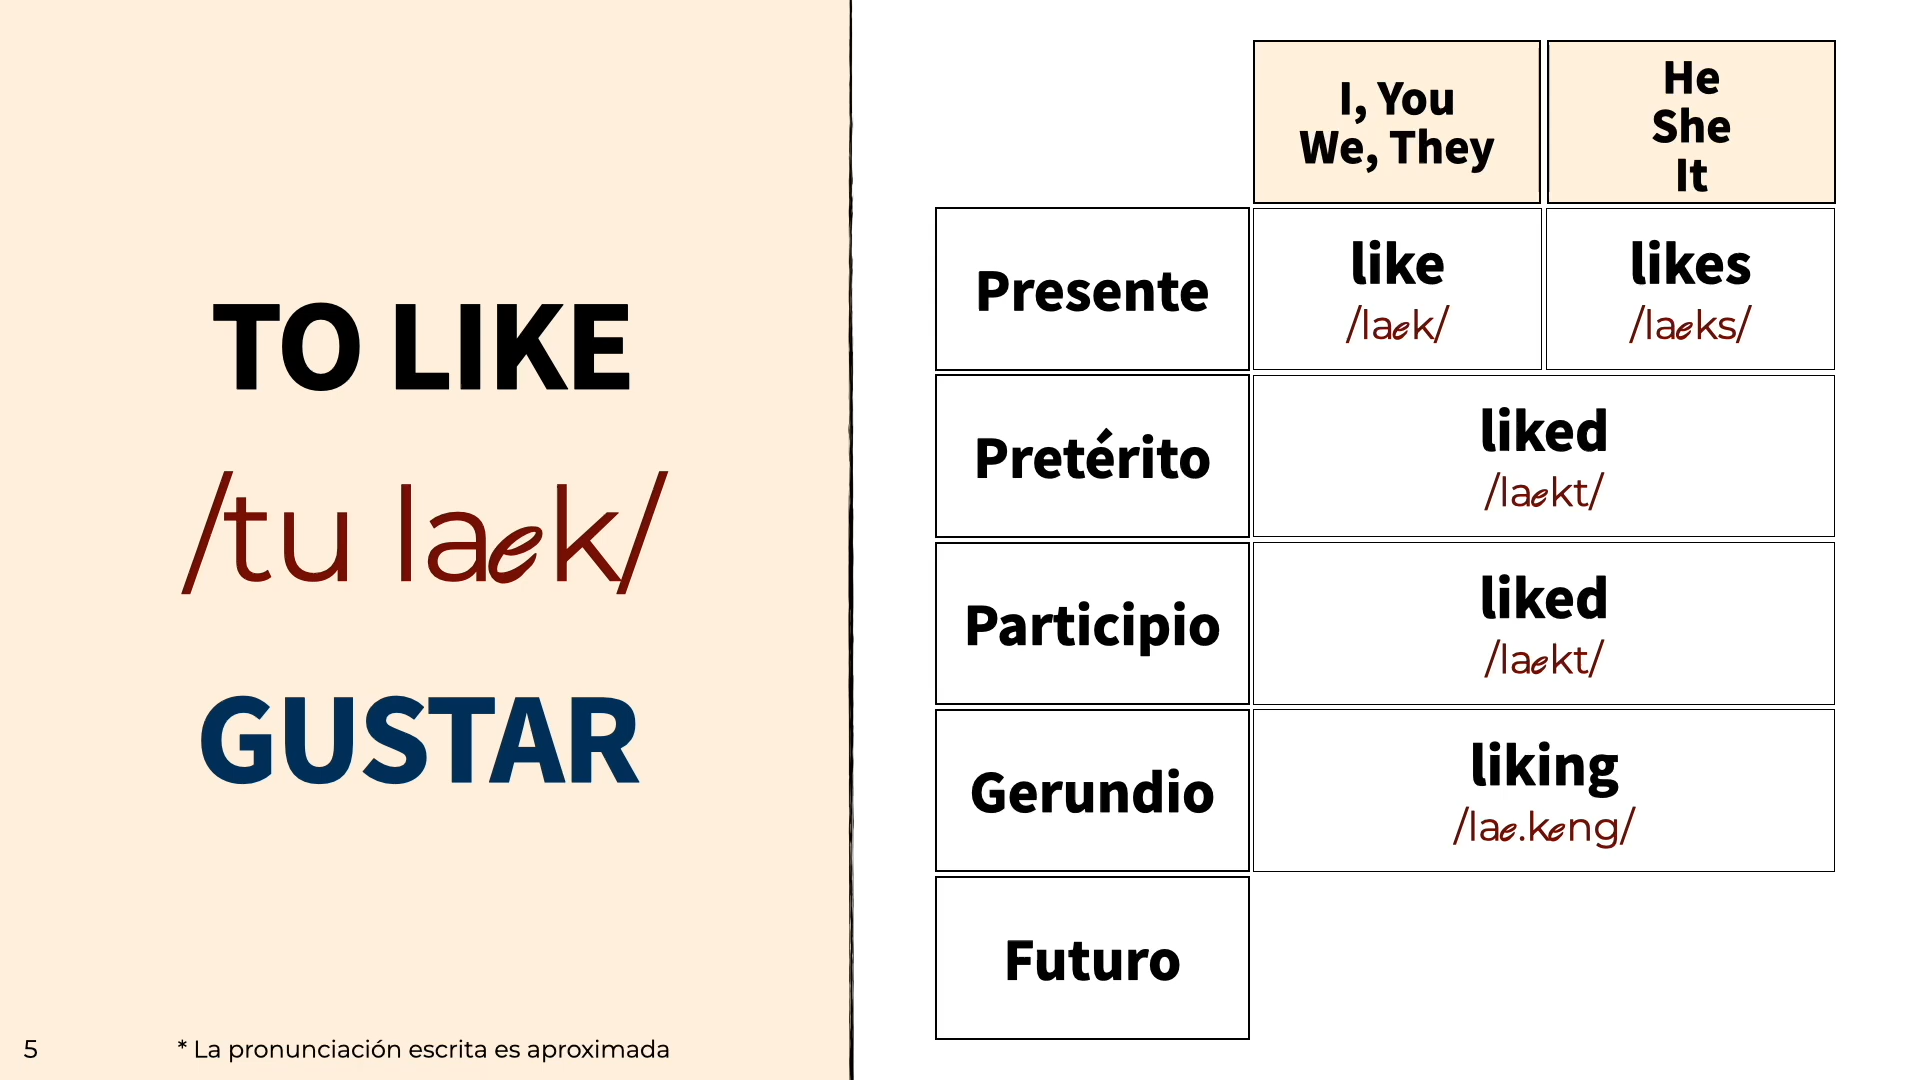 TO LIKE
/tu laek/
GUSTAR
5
* La pronunciación escrita es aproximada
I, You
We, They
He
She
It
Presente
like
/laek/
likes
/laeks/
Pretérito
liked
/laekt/
Participio
liked
/laekt/
Gerundio
liking
/lae.keng/
Futuro